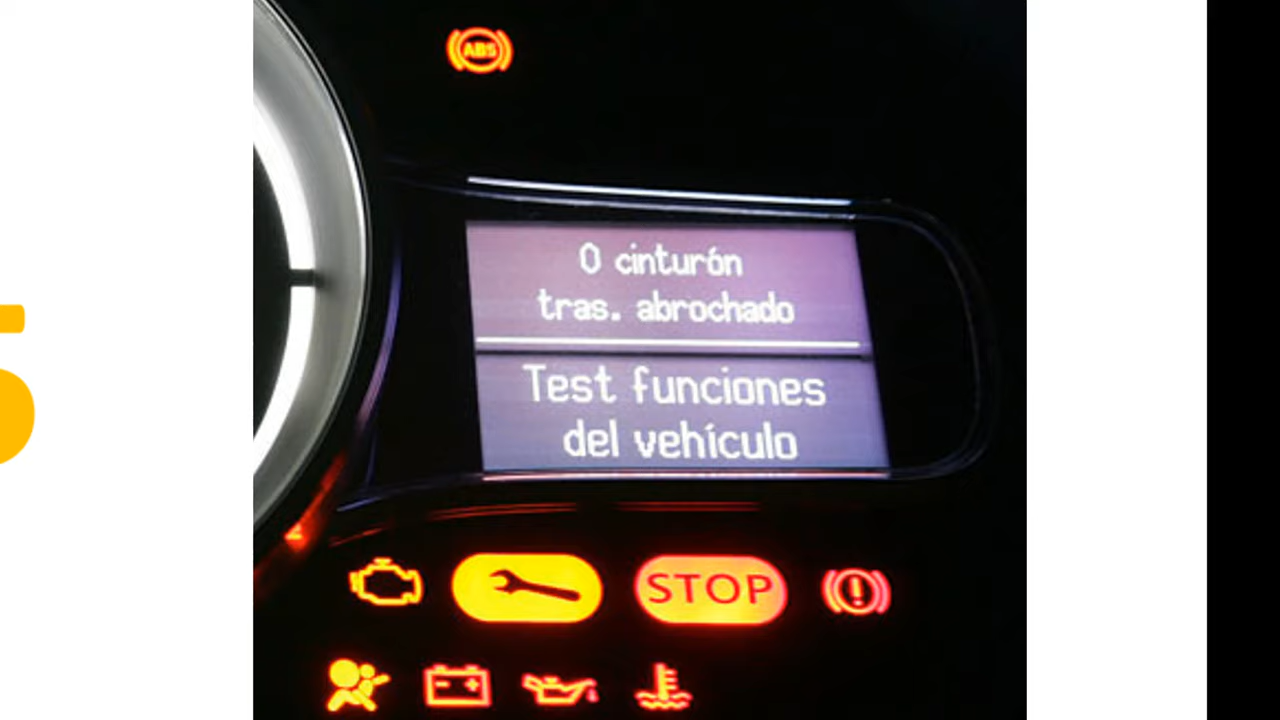 ABS
0 cinturón
tras. abrochado
Test funciones
del vehículo
STOP